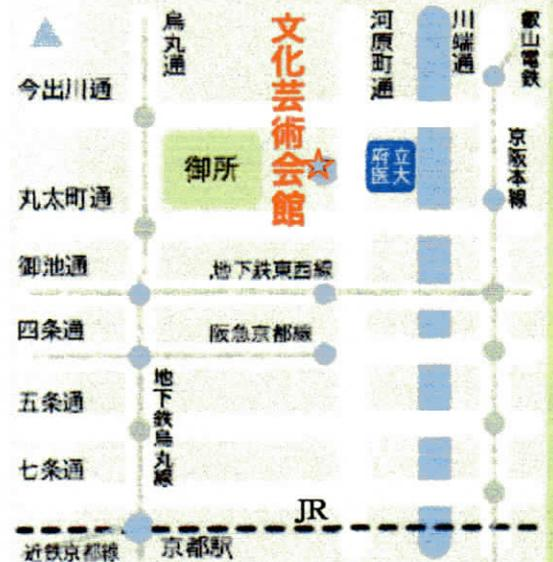 烏丸通
文化芸術会館
河原町通
川端通
叡山電鉄
今出川通
御所
府立医大
京阪本線
丸太町通
御池通
地下鉄東西線
四条通
阪急京都線
五条通
地下鉄烏丸線
七条通
JR
近鉄京都線
京都駅